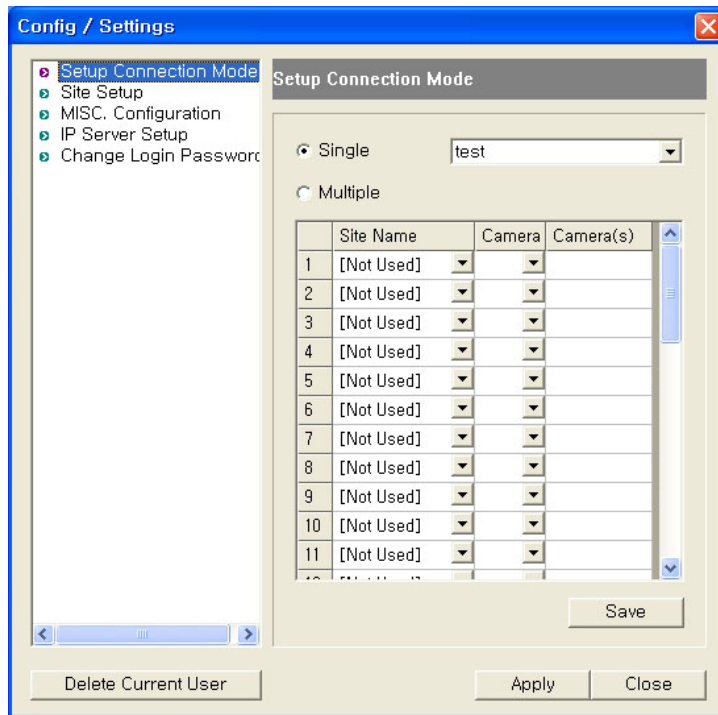 Config / Settings
Setup Connection Mode
Site Setup
MISC. Configuration
IP Server Setup
Change Login Password
Setup Connection Mode
Single test
Multiple
Site Name Camera Camera(s)
1 [Not Used]
2 [Not Used]
3 [Not Used]
4 [Not Used]
5 [Not Used]
6 [Not Used]
7 [Not Used]
8 [Not Used]
9 [Not Used]
10 [Not Used]
11 [Not Used]
Save
Delete Current User Apply Close